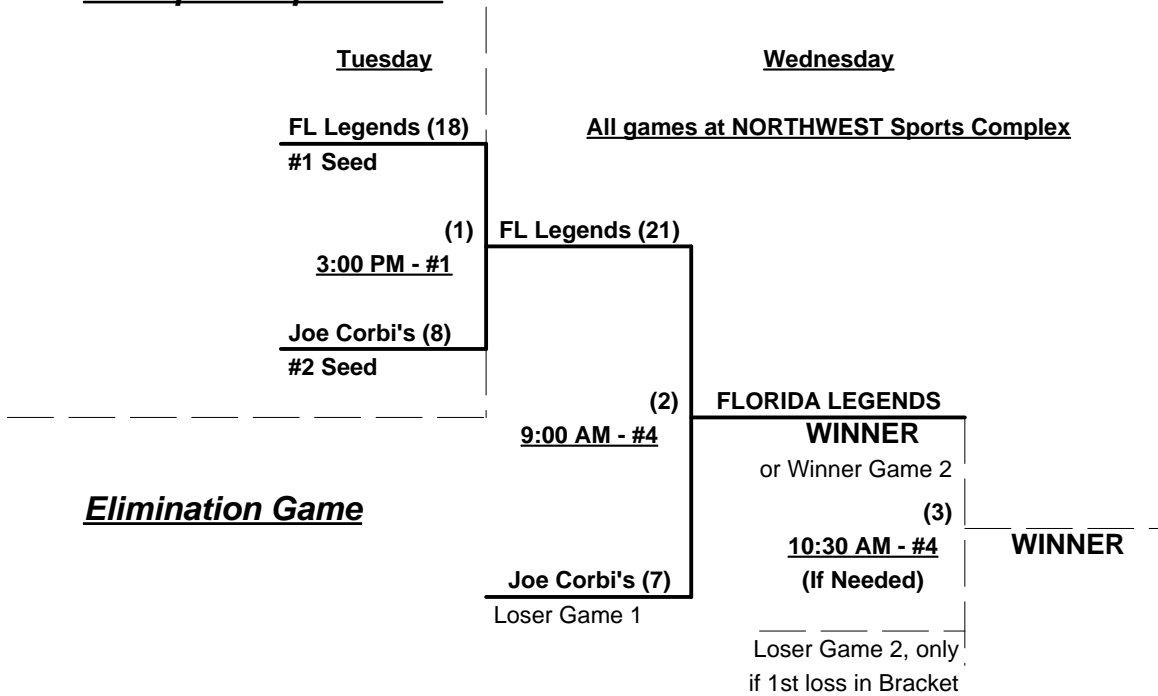 Tuesday
Wednesday
FL Legends (18)
All games at NORTHWEST Sports Complex
#1 Seed
(1)
FL Legends (21)
3:00 PM - #1
Joe Corbi's (8)
#2 Seed
(2)
FLORIDA LEGENDS
9:00 AM - #4
WINNER
or Winner Game 2
Elimination Game
(3)
10:30 AM - #4
WINNER
(If Needed)
Joe Corbi's (7)
Loser Game 1
Loser Game 2, only
if 1st loss in Bracket